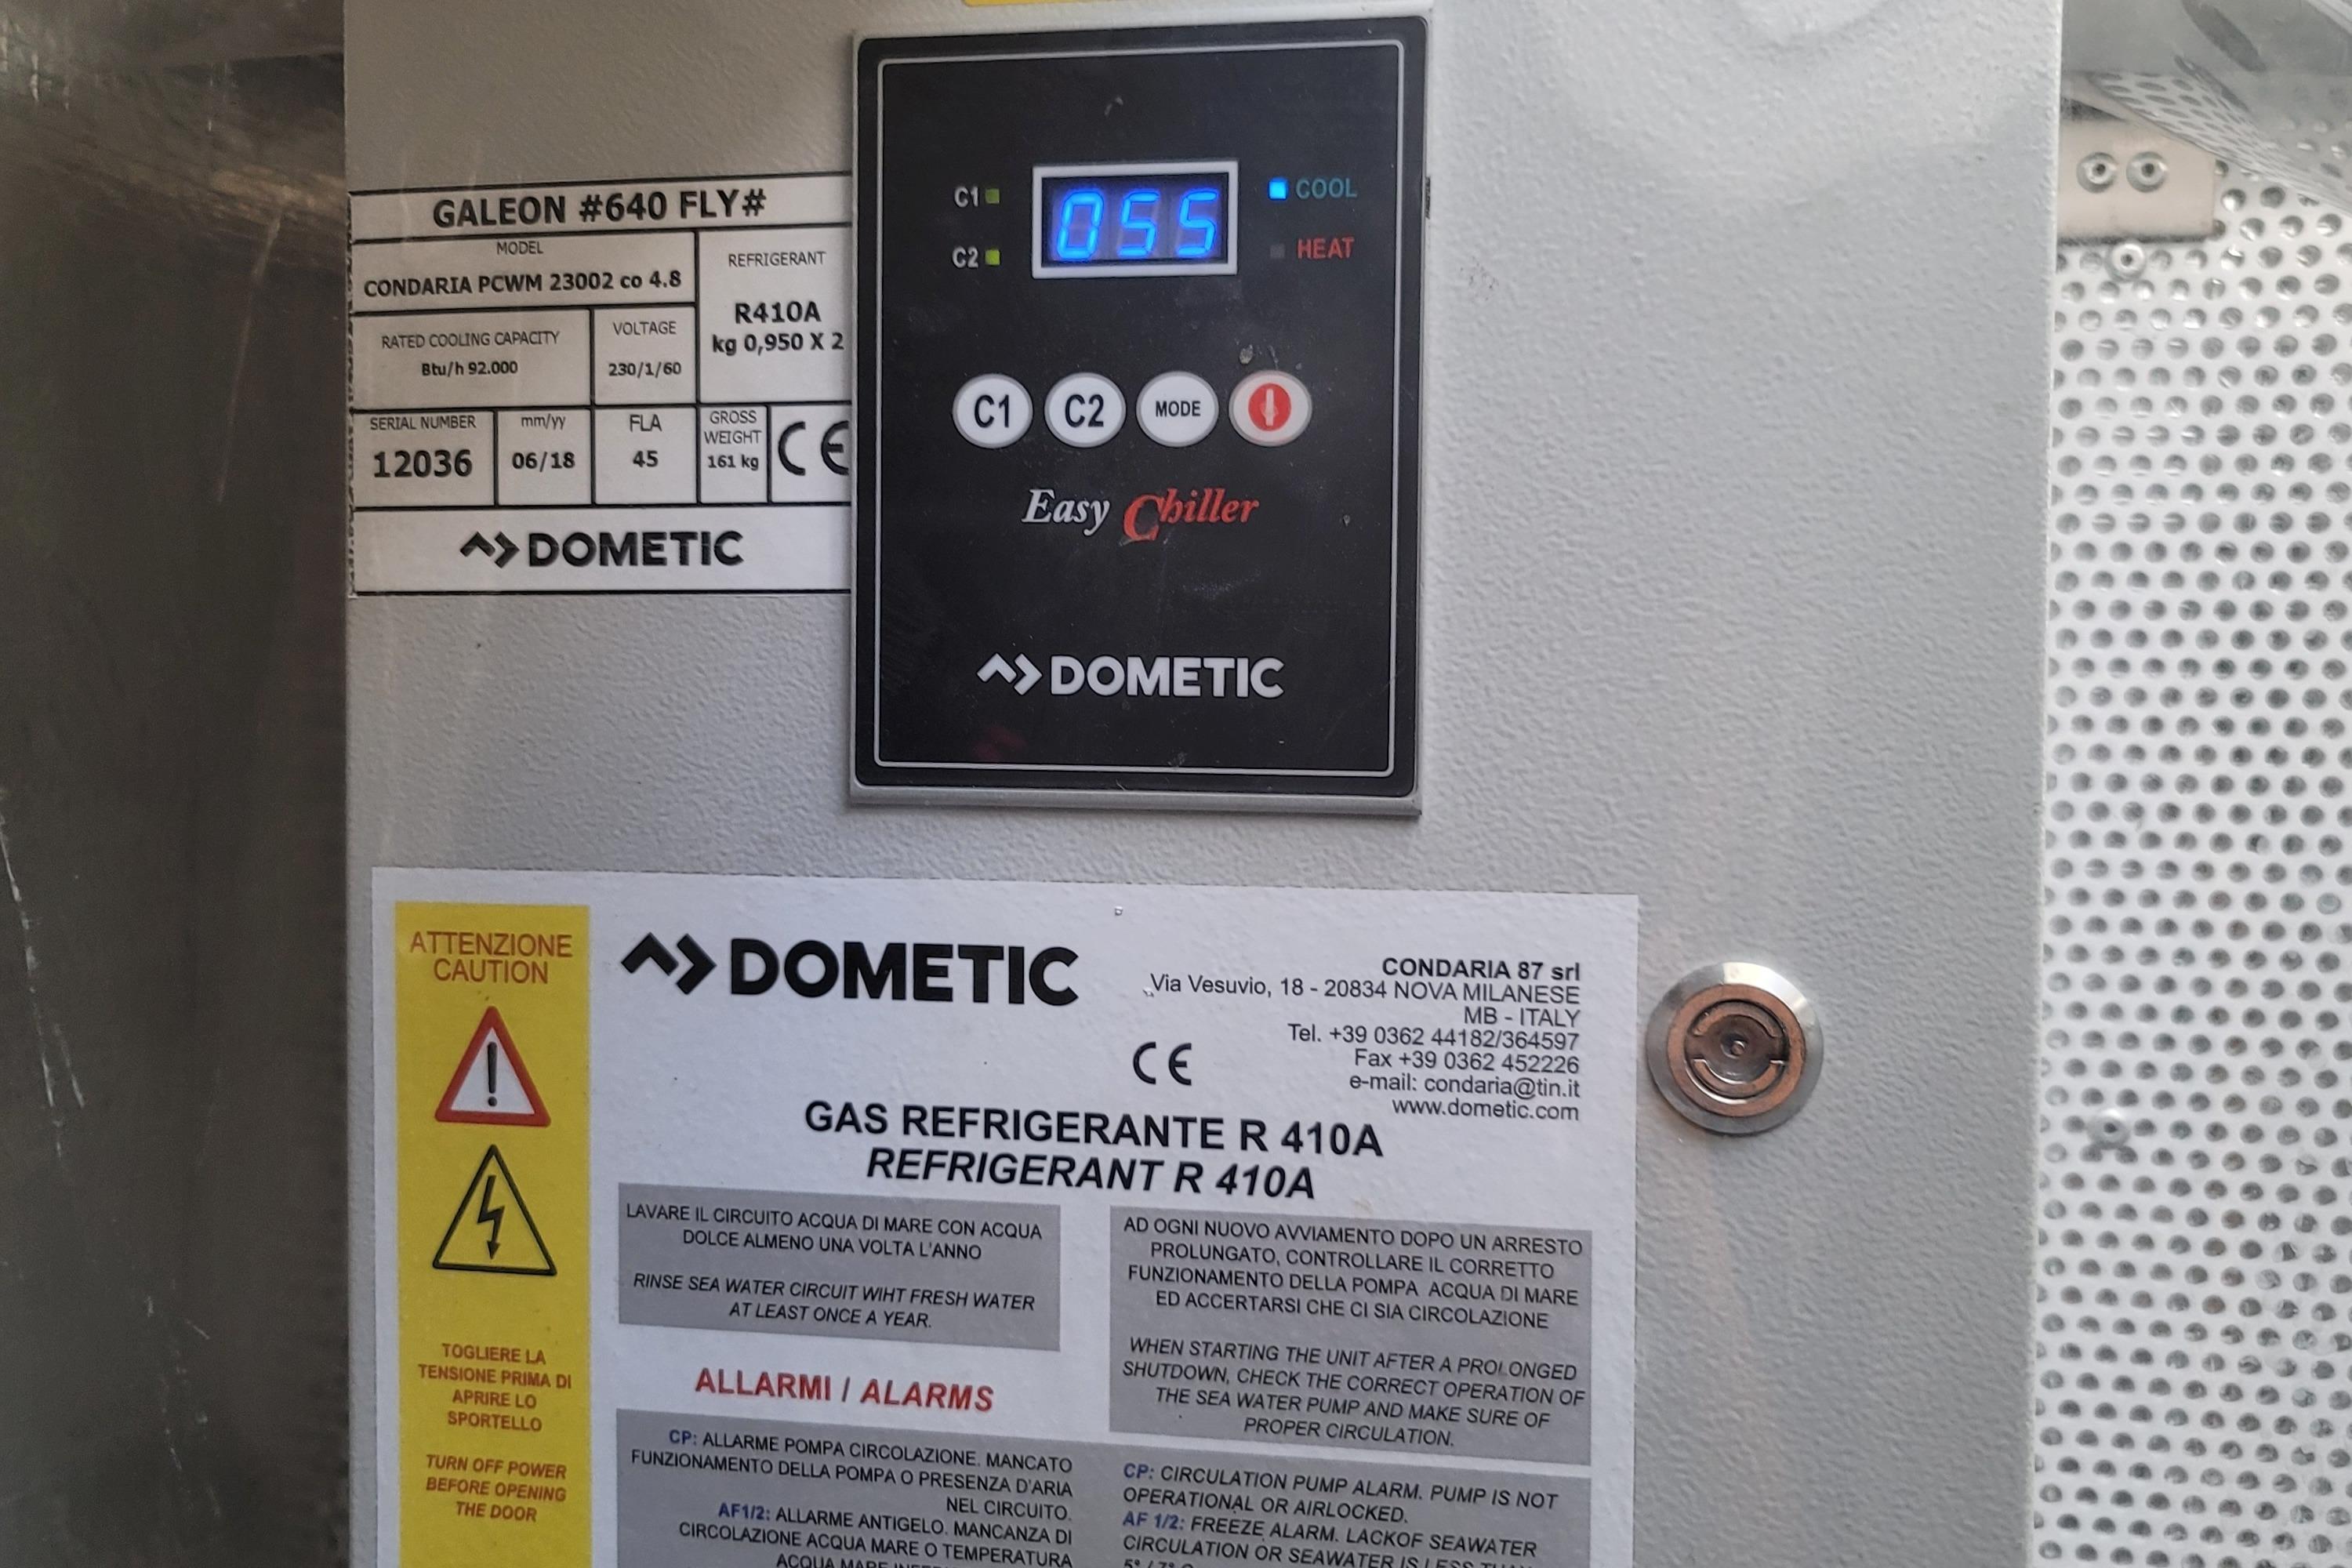 GALEON #640 FLY#
MODEL
CONDARIA PCWM 23002 co 4.8
REFRIGERANT
R410A
kg 0,950 X 2
RATED COOLING CAPACITY
Btu/h 92.000
VOLTAGE
230/1/60
SERIAL NUMBER
12036
mm/yy
06/18
FLA
45
GROSS
WEIGHT
161 kg
CE
DOMETIC
C1
C2
055
COOL
HEAT
C1 C2 MODE
Easy Chiller
DOMETIC
ATTENZIONE
CAUTION
TOGLIERE LA
TENSIONE PRIMA DI
APRIRE LO
SPORTELLO
TURN OFF POWER
BEFORE OPENING
THE DOOR
DOMETIC
CONDARIA 87 srl
Via Vesuvio, 18 - 20834 NOVA MILANESE
MB - ITALY
Tel. +39 0362 44182/364597
Fax +39 0362 452226
e-mail: condaria@tin.it
www.dometic.com
CE
GAS REFRIGERANTE R 410A
REFRIGERANT R 410A
LAVARE IL CIRCUITO ACQUA DI MARE CON ACQUA
DOLCE ALMENO UNA VOLTA L'ANNO
RINSE SEA WATER CIRCUIT WIHT FRESH WATER
AT LEAST ONCE A YEAR.
AD OGNI NUOVO AVVIAMENTO DOPO UN ARRESTO
PROLUNGATO, CONTROLLARE IL CORRETTO
FUNZIONAMENTO DELLA POMPA ACQUA DI MARE
ED ACCERTARSI CHE CI SIA CIRCOLAZIONE
WHEN STARTING THE UNIT AFTER A PROLONGED
SHUTDOWN, CHECK THE CORRECT OPERATION OF
THE SEA WATER PUMP AND MAKE SURE OF
PROPER CIRCULATION.
ALLARMI / ALARMS
CP: ALLARME POMPA CIRCOLAZIONE. MANCATO
FUNZIONAMENTO DELLA POMPA O PRESENZA D'ARIA
NEL CIRCUITO.
AF1/2: ALLARME ANTIGELO. MANCANZA DI
CIRCOLAZIONE ACQUA MARE O TEMPERATURA
ACQUA MARE
CP: CIRCULATION PUMP ALARM. PUMP IS NOT
OPERATIONAL OR AIRLOCKED.
AF 1/2: FREEZE ALARM. LACKOF SEAWATER
CIRCULATION OR SEAWATER IS LESS THAN